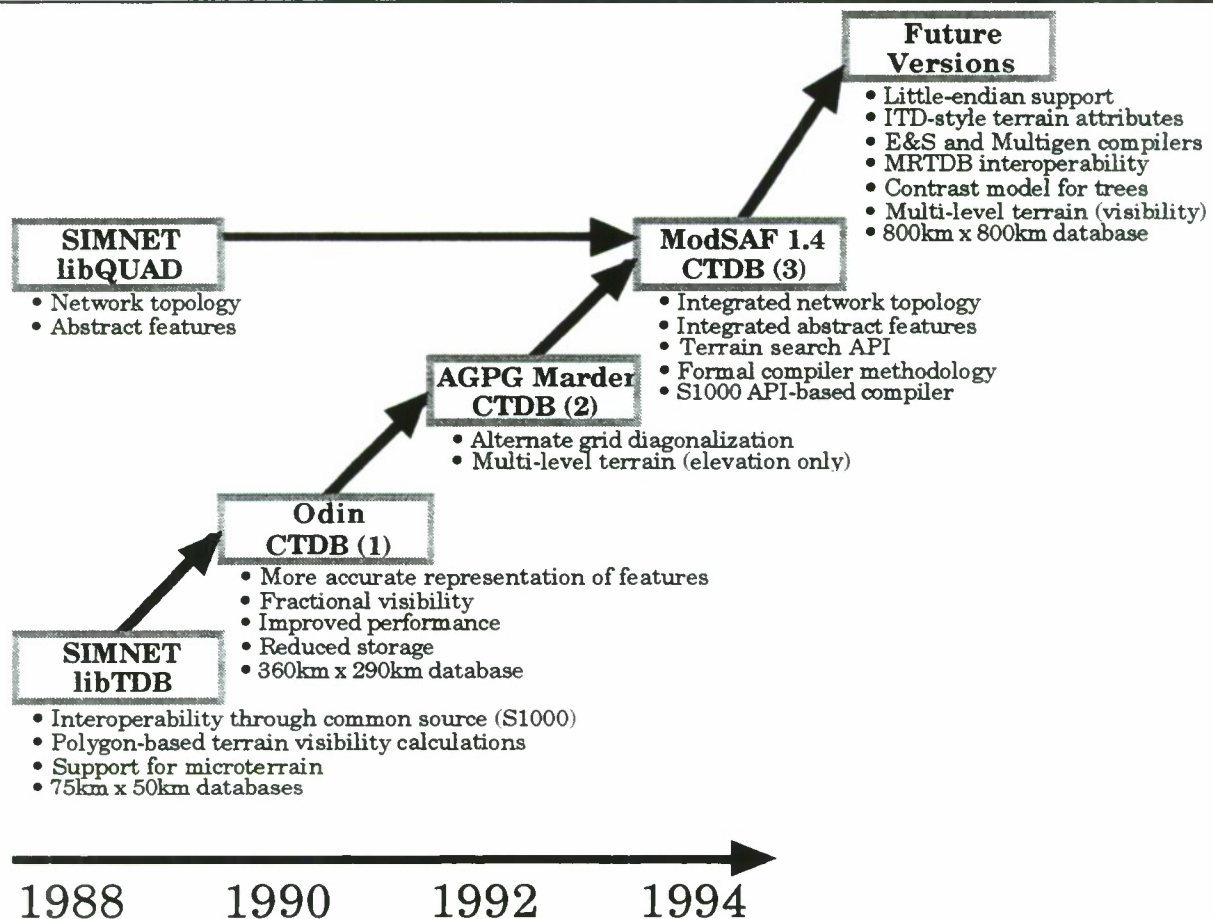 Future
Versions
• Little-endian support
• ITD-style terrain attributes
• E&S and Multigen compilers
• MRTDB interoperability
• Contrast model for trees
• Multi-level terrain (visibility)
• 800km x 800km database
SIMNET
libQUAD
• Network topology
• Abstract features
ModSAF 1.4
CTDB (3)
• Integrated network topology
• Integrated abstract features
• Terrain search API
• Formal compiler methodology
• S1000 API-based compiler
AGPG Marder
CTDB (2)
• Alternate grid diagonalization
• Multi-level terrain (elevation only)
Odin
CTDB (1)
• More accurate representation of features
• Fractional visibility
• Improved performance
• Reduced storage
• 360km x 290km database
SIMNET
libTDB
• Interoperability through common source (S1000)
• Polygon-based terrain visibility calculations
• Support for microterrain
• 75km x 50km databases
1988 1990 1992 1994